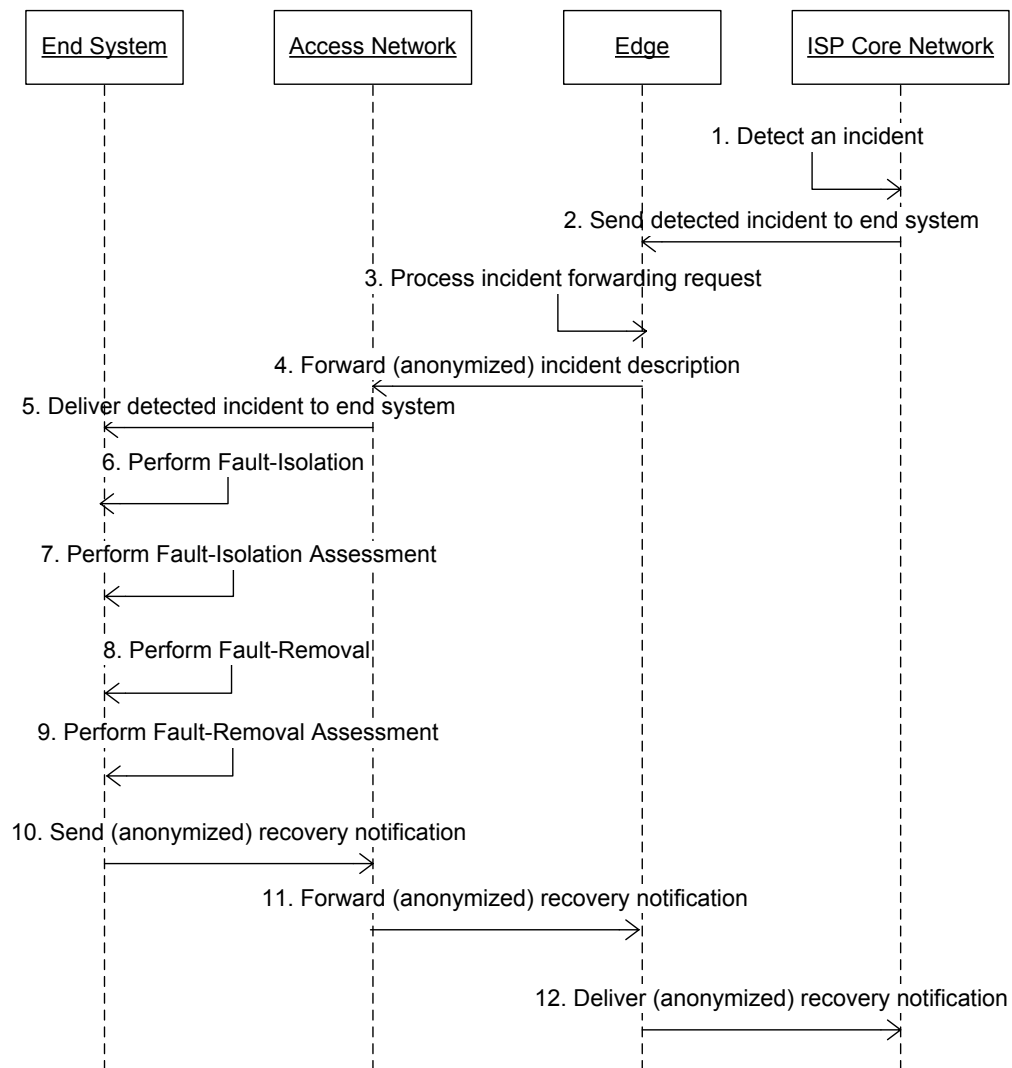 End System
Access Network
Edge
ISP Core Network
1. Detect an incident
2. Send detected incident to end system
3. Process incident forwarding request
4. Forward (anonymized) incident description
5. Deliver detected incident to end system
6. Perform Fault-Isolation
7. Perform Fault-Isolation Assessment
8. Perform Fault-Removal
9. Perform Fault-Removal Assessment
10. Send (anonymized) recovery notification
11. Forward (anonymized) recovery notification
12. Deliver (anonymized) recovery notification